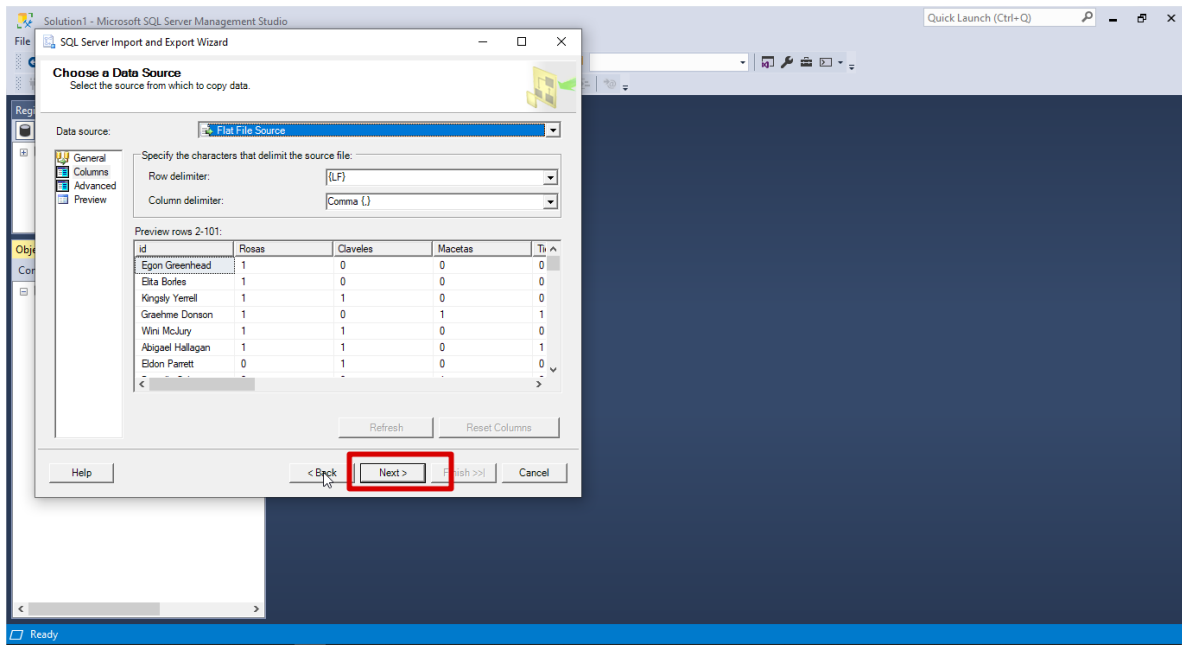 Solution1 - Microsoft SQL Server Management Studio
Quick Launch (Ctrl+Q)
File
SQL Server Import and Export Wizard
Choose a Data Source
Select the source from which to copy data.
Regi
Data source:
Flat File Source
General
Columns
Advanced
Preview
Specify the characters that delimit the source file:
Row delimiter:
{LF}
Column delimiter:
Comma {,}
Preview rows 2-101:
Obje
Cor
id Rosas Claveles Macetas
Egon Greenhead 1 0 0 0
Elita Borles 1 0 0 0
Kingsly Yerrell 1 1 0 0
Graehme Donson 1 0 1 1
Wini McJury 1 1 0 0
Abigael Hallagan 1 1 0 1
Eldon Parrett 0 1 0 0
Refresh
Reset Columns
Help
< Back
Next >
Finish >>|
Cancel
Ready